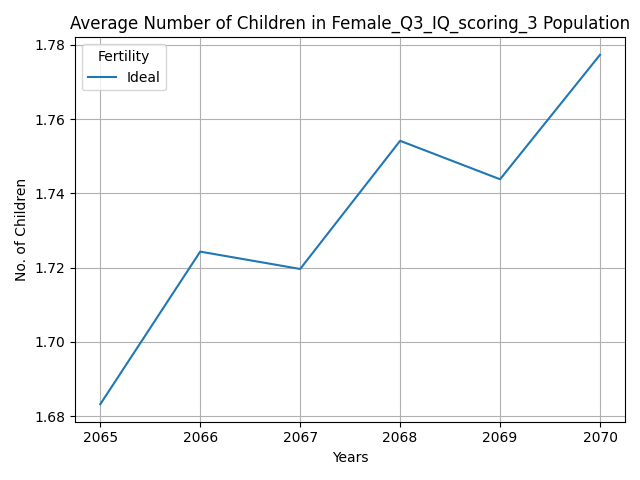 Average Number of Children in Female_Q3_IQ_scoring_3 Population
Fertility
Ideal
No. of Children
1.78
1.76
1.74
1.72
1.70
1.68
2065 2066 2067 2068 2069 2070
Years